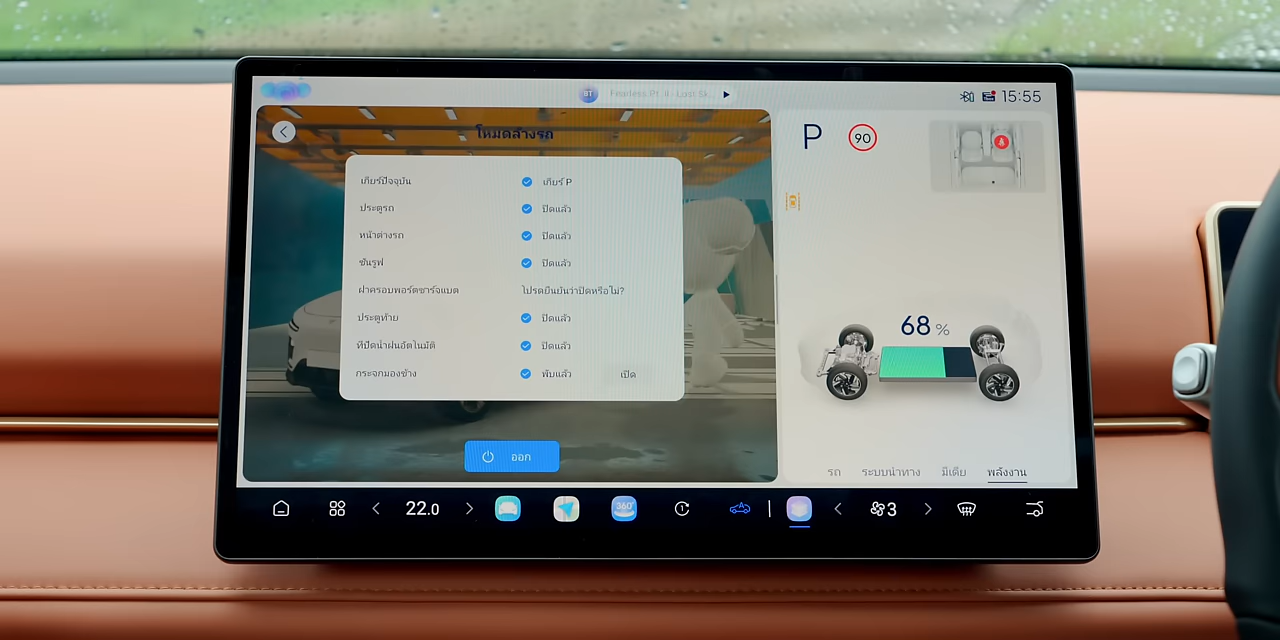 BT Fearless Pt. II - Lost Sk
15:55
โหมดล้างรถ
เกียร์ปัจจุบัน เกียร์ P
ประตูรถ ปิดแล้ว
หน้าต่างรถ ปิดแล้ว
ซันรูฟ ปิดแล้ว
ฝาครอบพอร์ตชาร์จแบต โปรดยืนยันว่าปิดหรือไม่?
ประตูท้าย ปิดแล้ว
ที่ปัดน้ำฝนอัตโนมัติ ปิดแล้ว
กระจกมองข้าง พับแล้ว เปิด
ออก
P 90
68 %
รถ ระบบนำทาง มีเดีย พลังงาน
22.0 360° 1 3